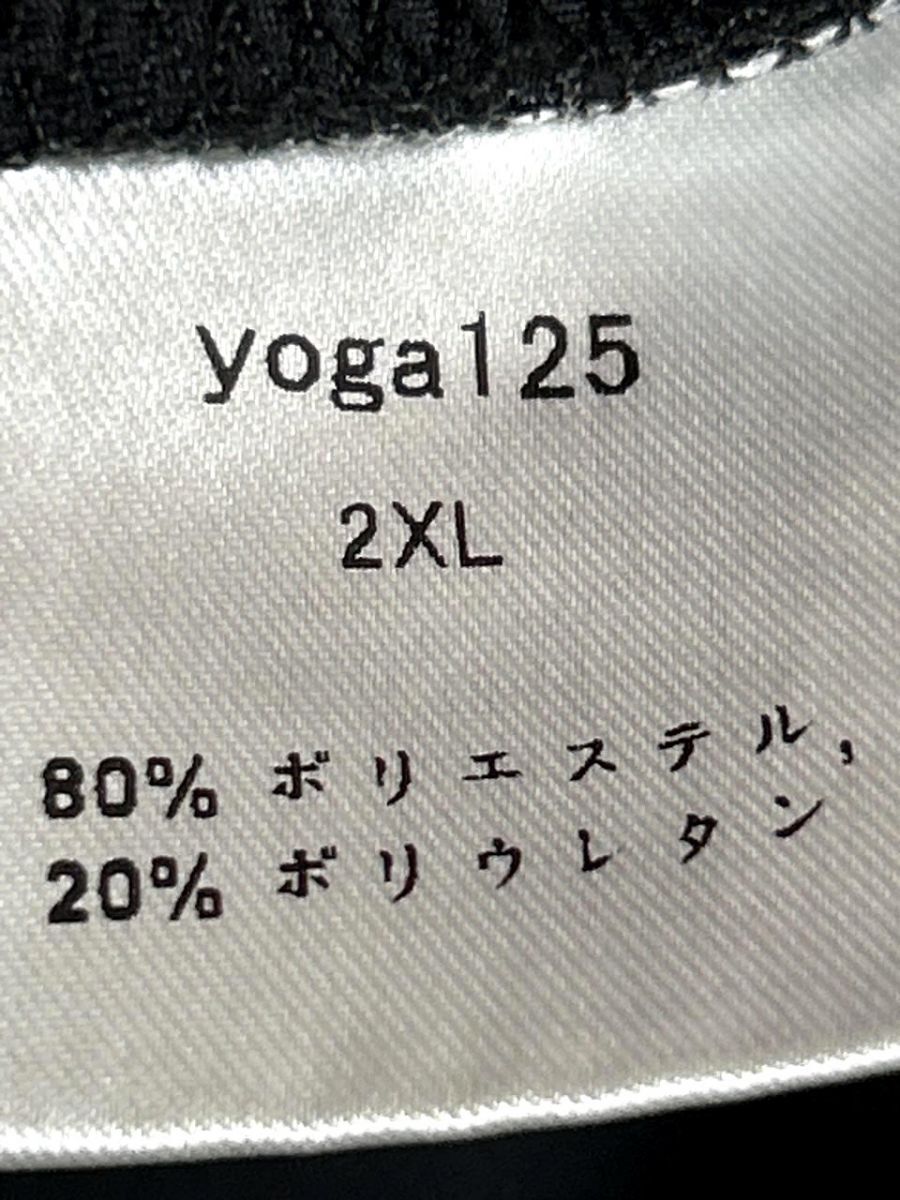 yoga125
2XL
80% ポリエステル,
20% ポリウレタン